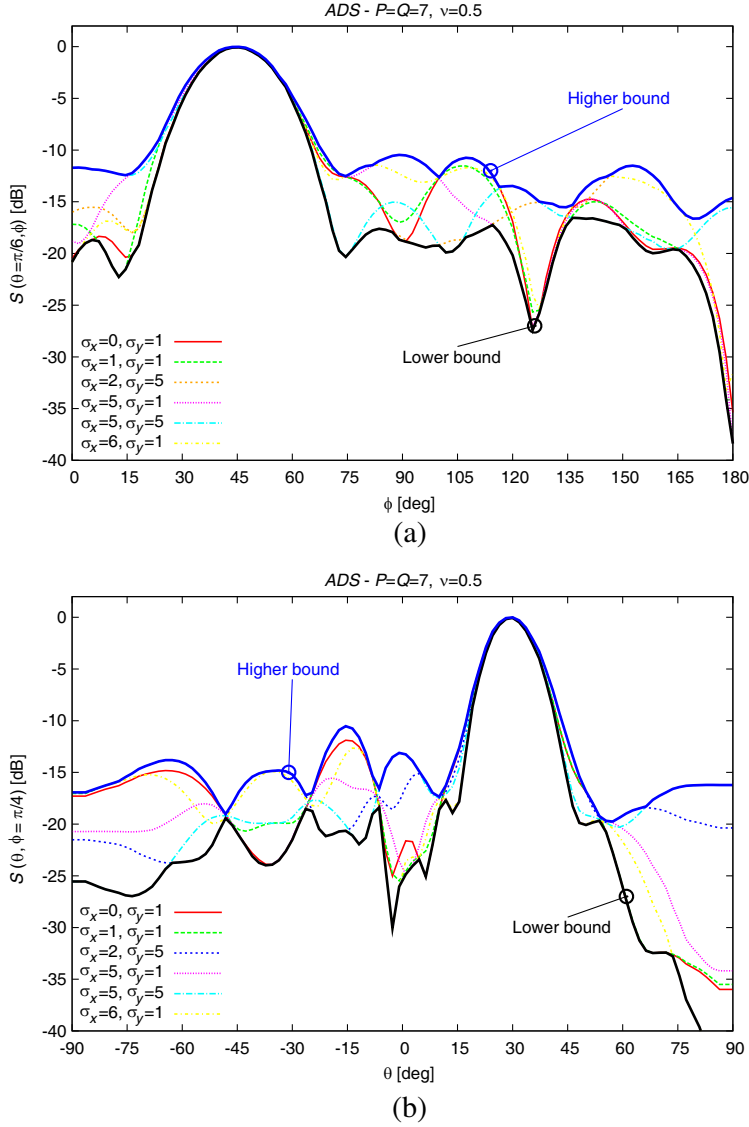 ADS - P=Q=7, ν=0.5
0
-5
-10
-15
-20
-25
-30
-35
-40
S (θ=π/6,ϕ) [dB]
Higher bound
Lower bound
σx=0, σy=1
σx=1, σy=1
σx=2, σy=5
σx=5, σy=1
σx=5, σy=5
σx=6, σy=1
0 15 30 45 60 75 90 105 120 135 150 165 180
ϕ [deg]
(a)
ADS - P=Q=7, ν=0.5
0
-5
-10
-15
-20
-25
-30
-35
-40
S (θ, ϕ= π/4) [dB]
Higher bound
Lower bound
σx=0, σy=1
σx=1, σy=1
σx=2, σy=5
σx=5, σy=1
σx=5, σy=5
σx=6, σy=1
-90 -75 -60 -45 -30 -15 0 15 30 45 60 75 90
θ [deg]
(b)